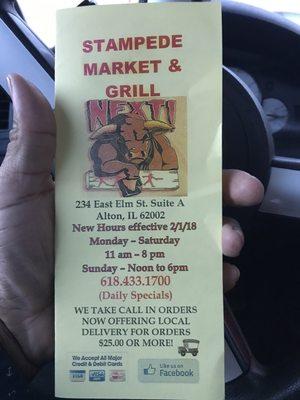 STAMPEDE
MARKET &
GRILL
NEXT!
234 East Elm St. Suite A
Alton, IL 62002
New Hours effective 2/1/18
Monday – Saturday
11 am – 8 pm
Sunday – Noon to 6pm
618.433.1700
(Daily Specials)
WE TAKE CALL IN ORDERS
NOW OFFERING LOCAL
DELIVERY FOR ORDERS
$25.00 OR MORE!
We Accept All Major
Credit & Debit Cards
Like us on
Facebook
VISA